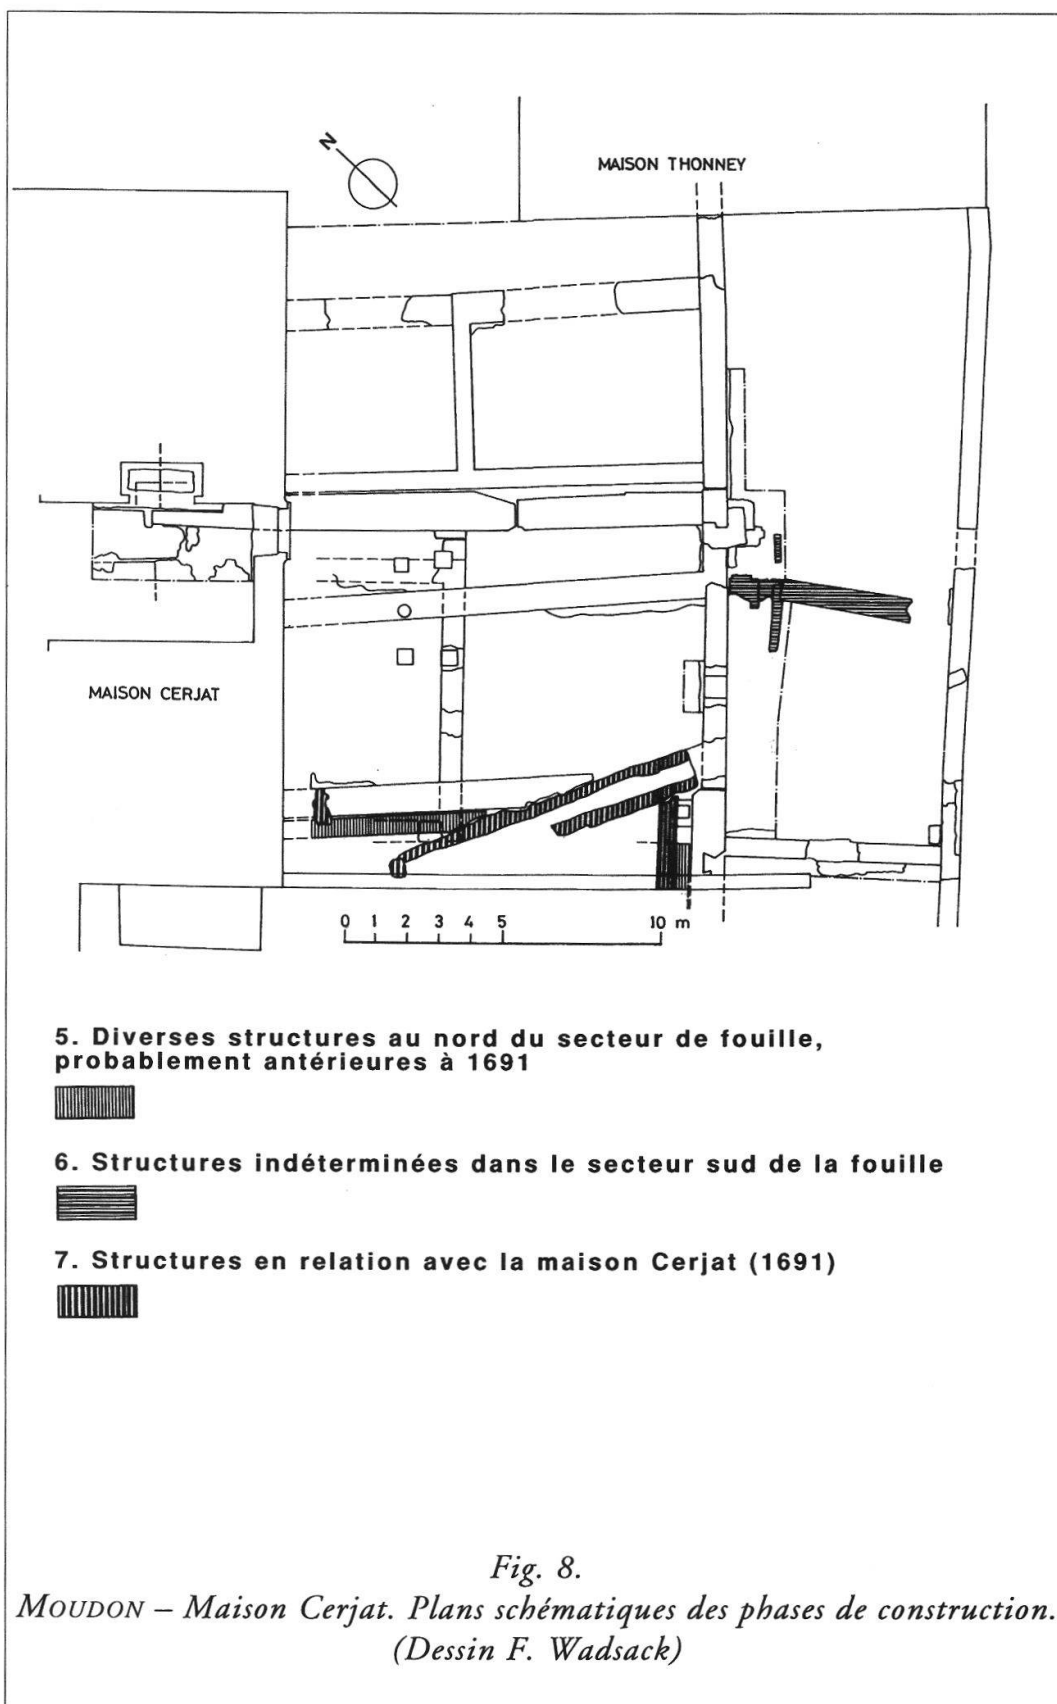 N
MAISON THONNEY
MAISON CERJAT
0 1 2 3 4 5 10 m
5. Diverses structures au nord du secteur de fouille,
probablement antérieures à 1691
6. Structures indéterminées dans le secteur sud de la fouille
7. Structures en relation avec la maison Cerjat (1691)
Fig. 8.
MOUDON – Maison Cerjat. Plans schématiques des phases de construction.
(Dessin F. Wadsack)